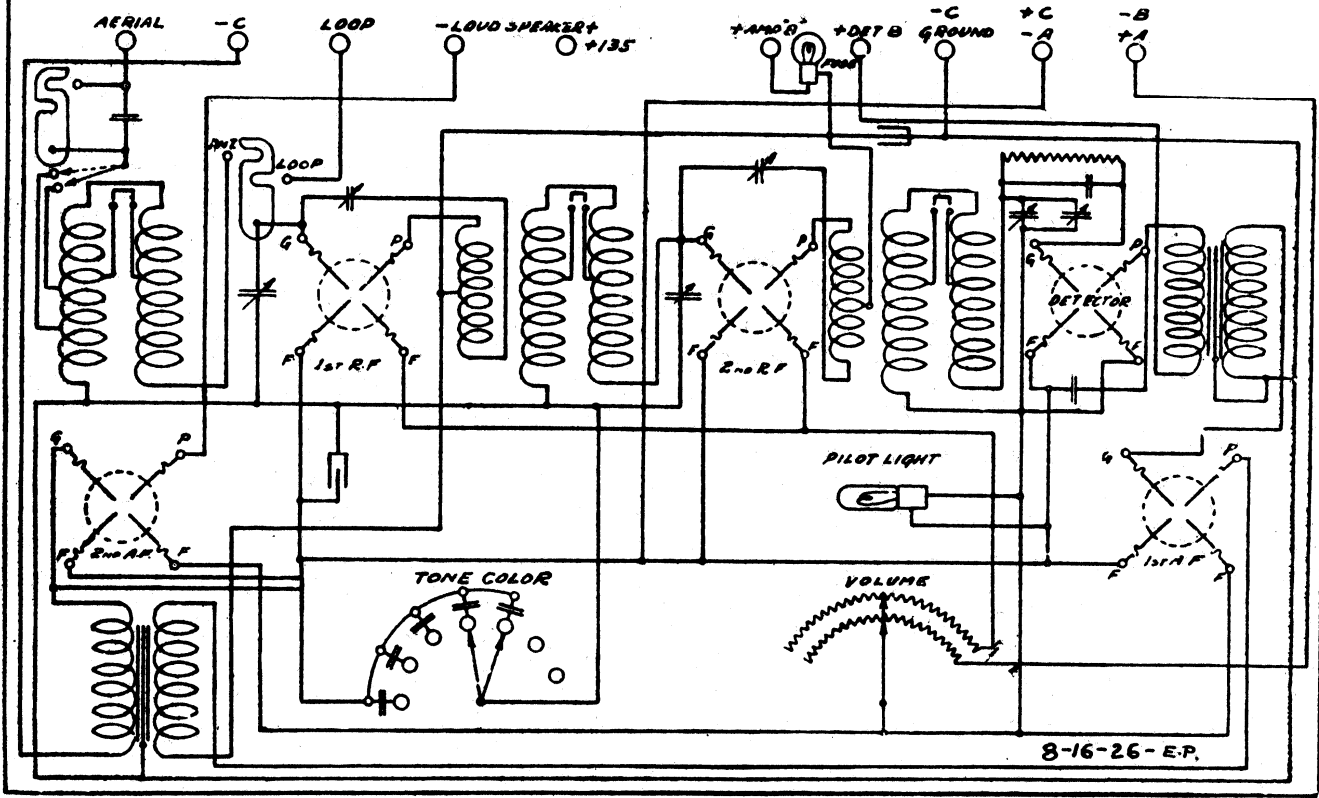 AERIAL
-C
LOOP
-LOUD SPEAKER+
+135
+AMP "B"
FUSE
+DET B
-C
GROUND
+C
-A
-B
+A
ANT
LOOP
G
P
F
F
1ST R.F
G
P
F
F
2ND R.F
G
P
F
F
DETECTOR
G
P
F
F
2ND A.F.
PILOT LIGHT
G
P
F
F
1ST A F
TONE COLOR
VOLUME
8-16-26-E.P.